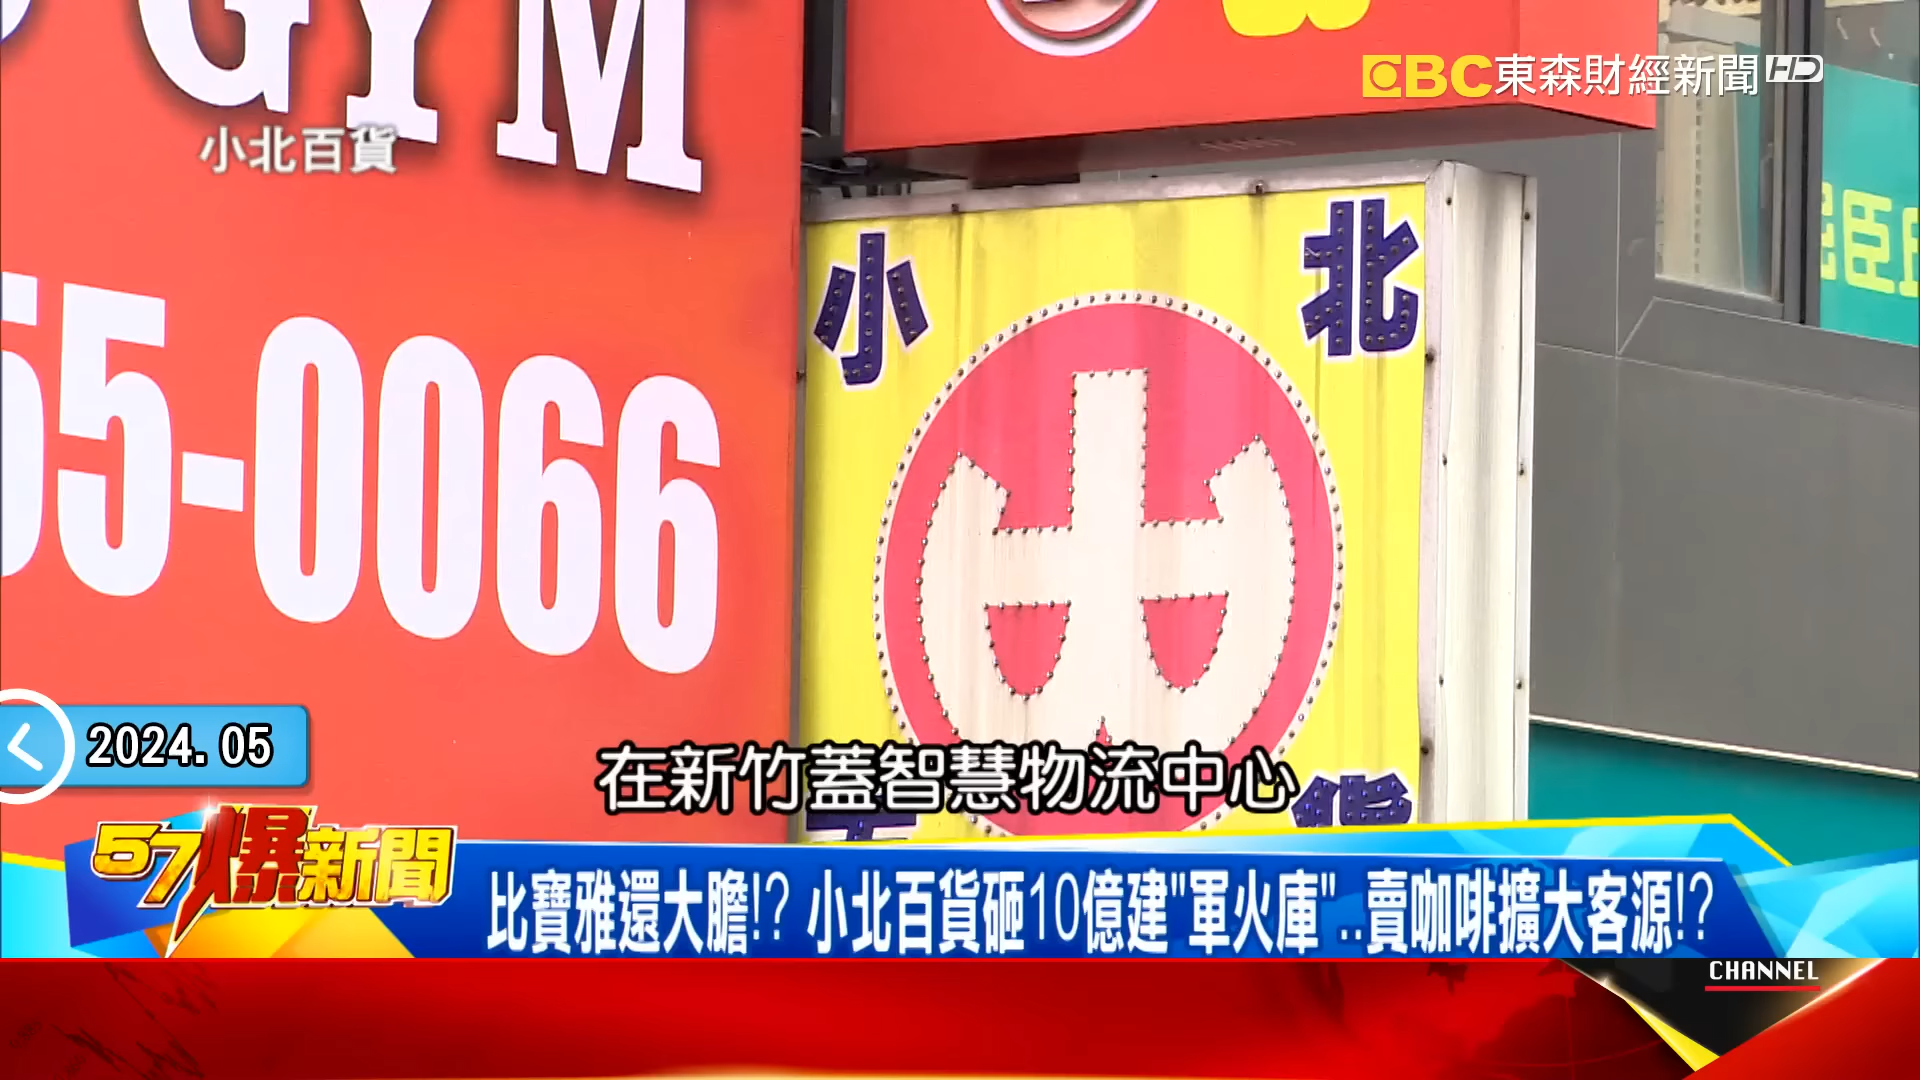 GYM
EBC東森財經新聞HD
小北百貨
小北
55-0066
2024.05
在新竹蓋智慧物流中心
57爆新聞
比寶雅還大膽!? 小北百貨砸10億建"軍火庫"..賣咖啡擴大客源!?
CHANNEL